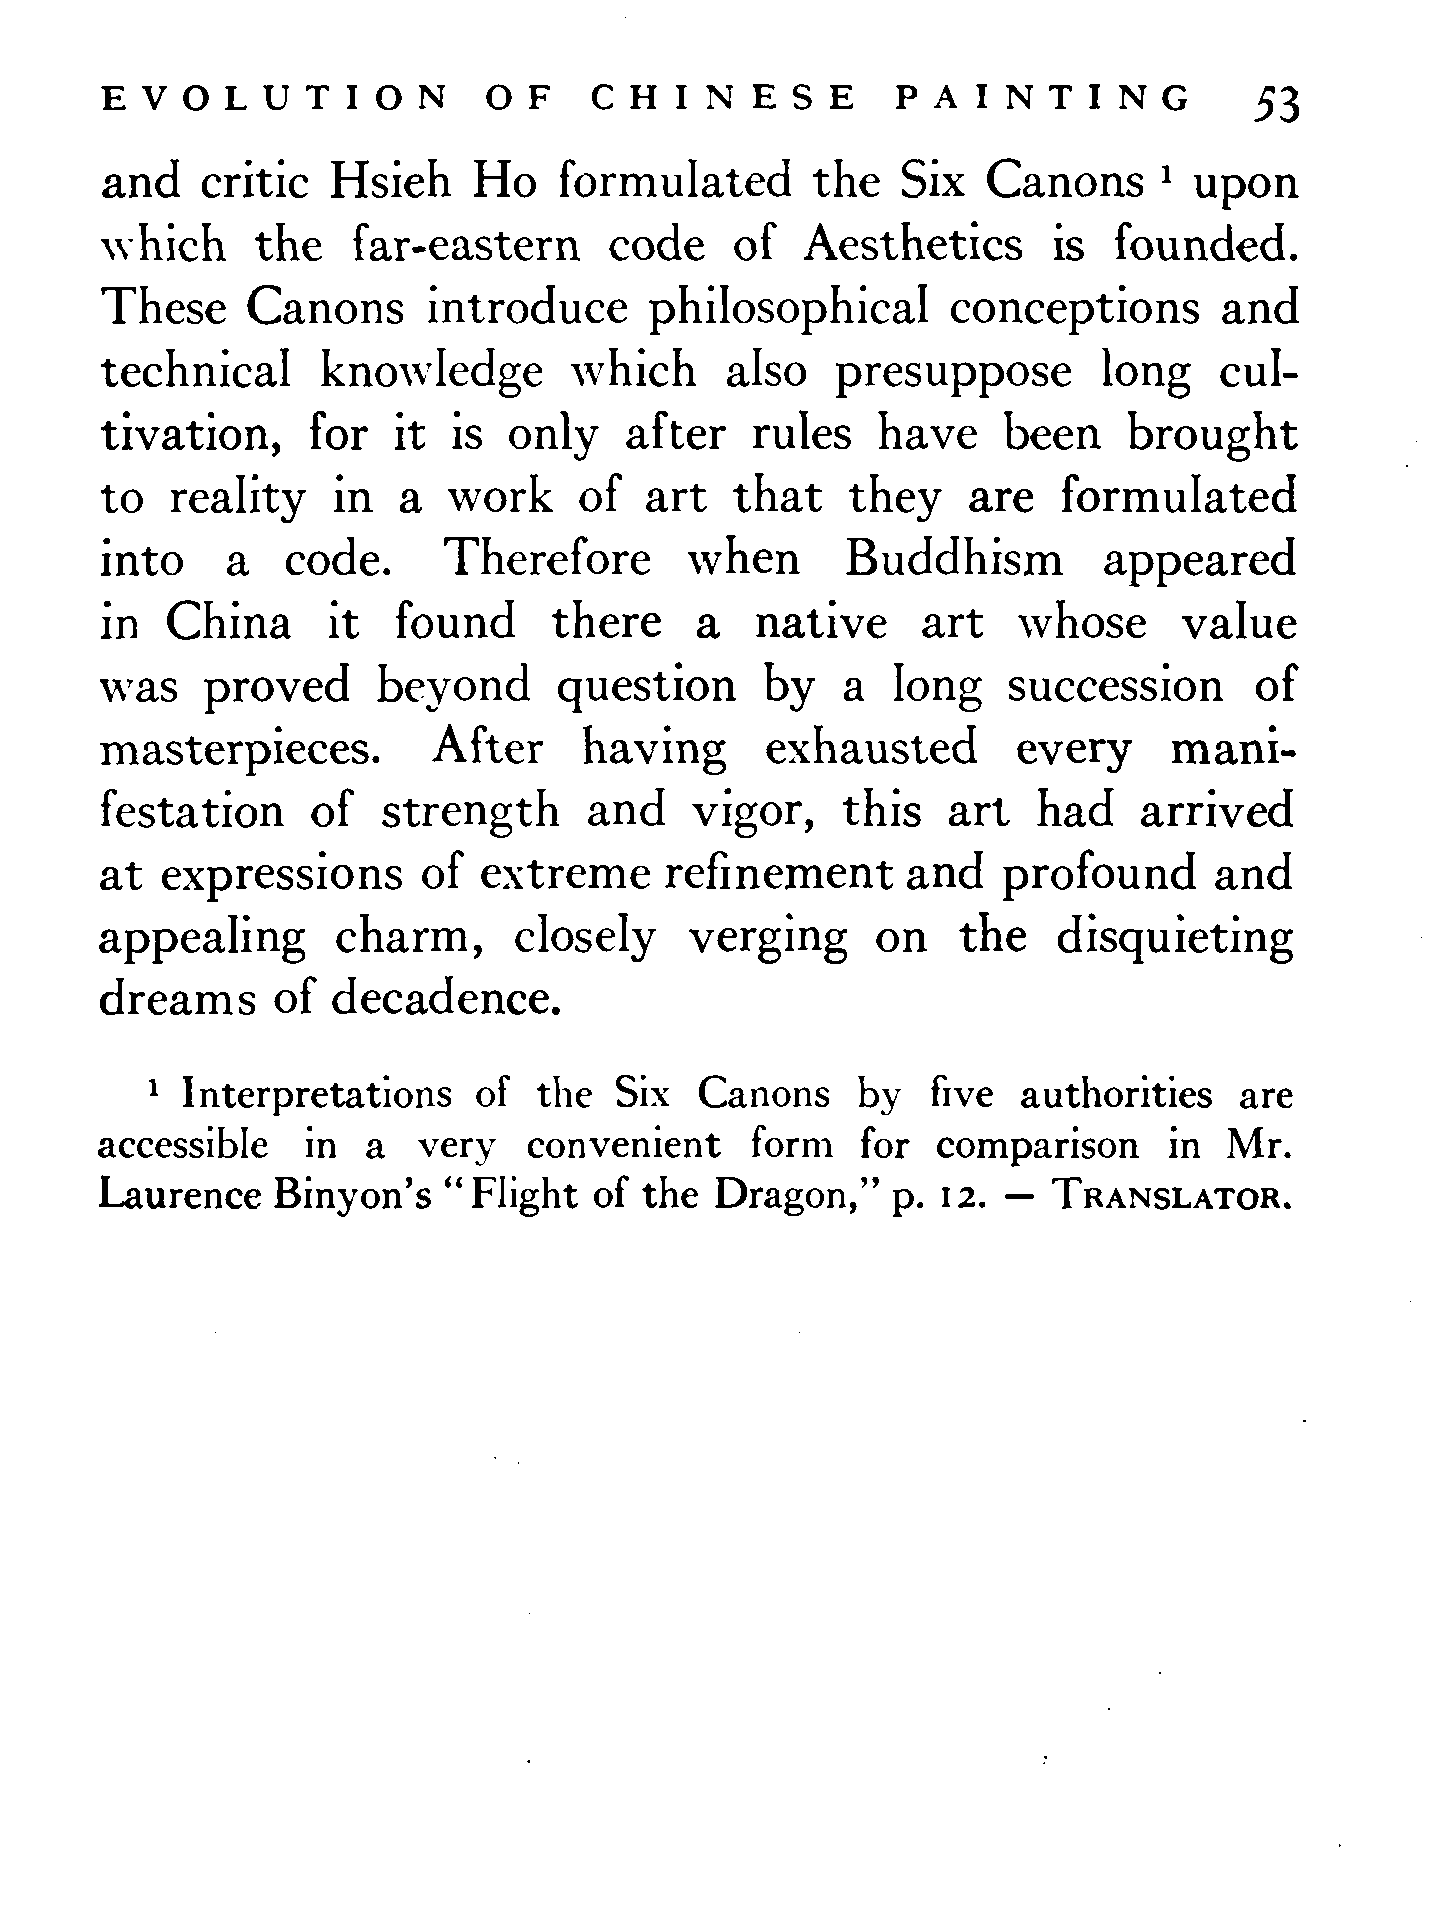 EVOLUTION OF CHINESE PAINTING 53
and critic Hsieh Ho formulated the Six Canons ¹ upon
which the far-eastern code of Aesthetics is founded.
These Canons introduce philosophical conceptions and
technical knowledge which also presuppose long cul-
tivation, for it is only after rules have been brought
to reality in a work of art that they are formulated
into a code. Therefore when Buddhism appeared
in China it found there a native art whose value
was proved beyond question by a long succession of
masterpieces. After having exhausted every mani-
festation of strength and vigor, this art had arrived
at expressions of extreme refinement and profound and
appealing charm, closely verging on the disquieting
dreams of decadence.
¹ Interpretations of the Six Canons by five authorities are
accessible in a very convenient form for comparison in Mr.
Laurence Binyon's "Flight of the Dragon," p. 12. — TRANSLATOR.